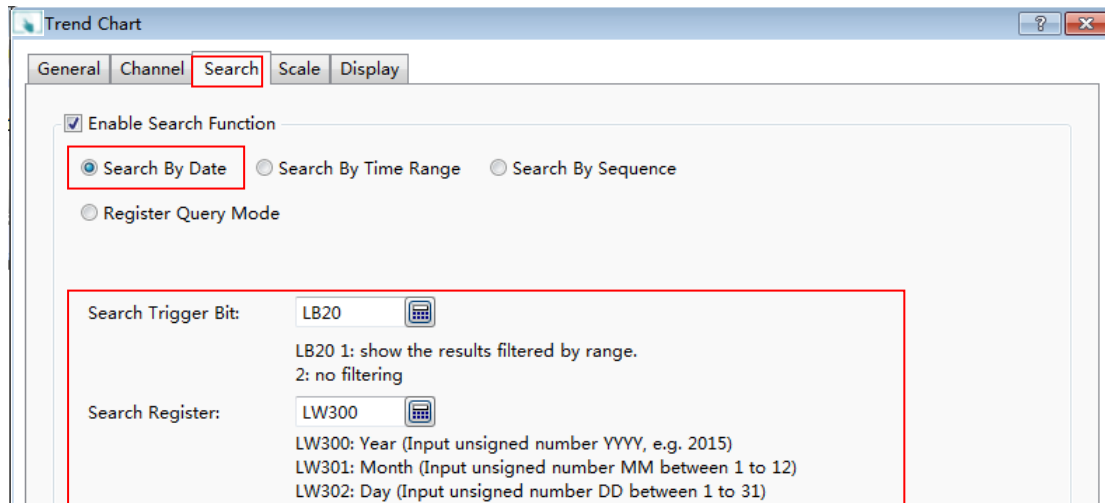 Trend Chart
General Channel Search Scale Display
Enable Search Function
Search By Date Search By Time Range Search By Sequence
Register Query Mode
Search Trigger Bit: LB20
LB20 1: show the results filtered by range.
2: no filtering
Search Register: LW300
LW300: Year (Input unsigned number YYYY, e.g. 2015)
LW301: Month (Input unsigned number MM between 1 to 12)
LW302: Day (Input unsigned number DD between 1 to 31)